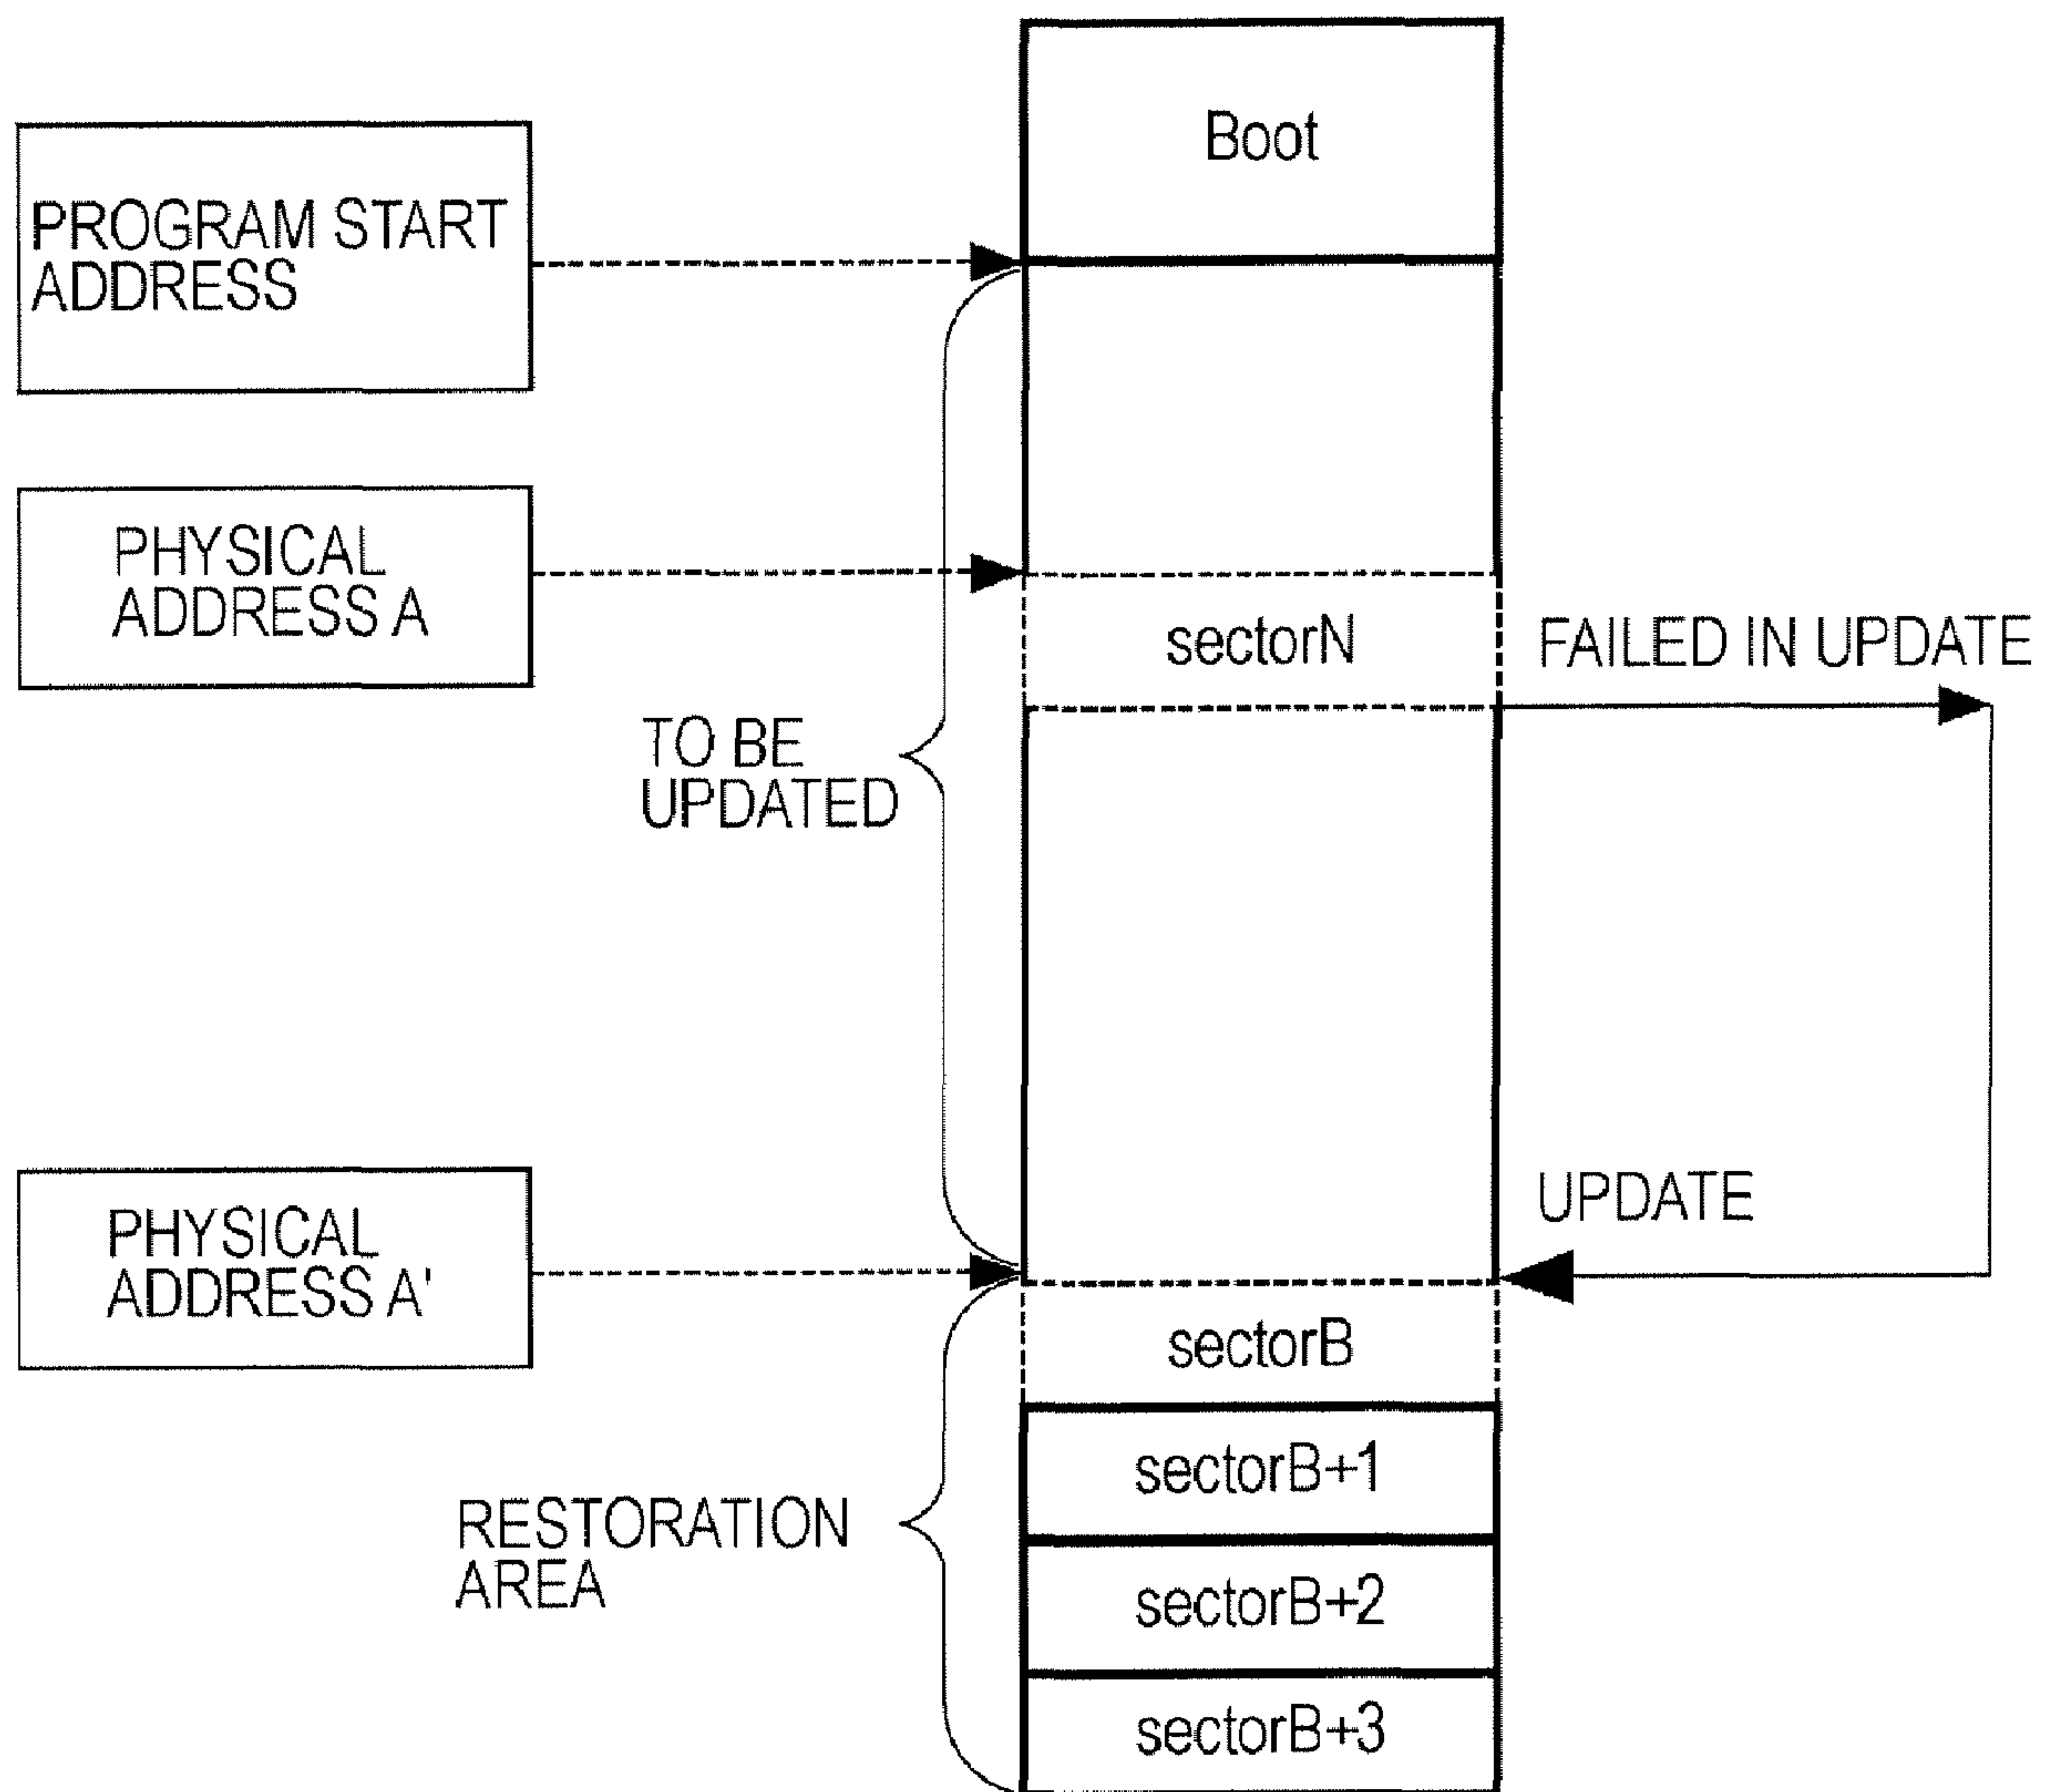 Boot
PROGRAM START
ADDRESS
PHYSICAL
ADDRESS A
sectorN
FAILED IN UPDATE
TO BE
UPDATED
UPDATE
PHYSICAL
ADDRESS A'
sectorB
sectorB+1
RESTORATION
AREA
sectorB+2
sectorB+3